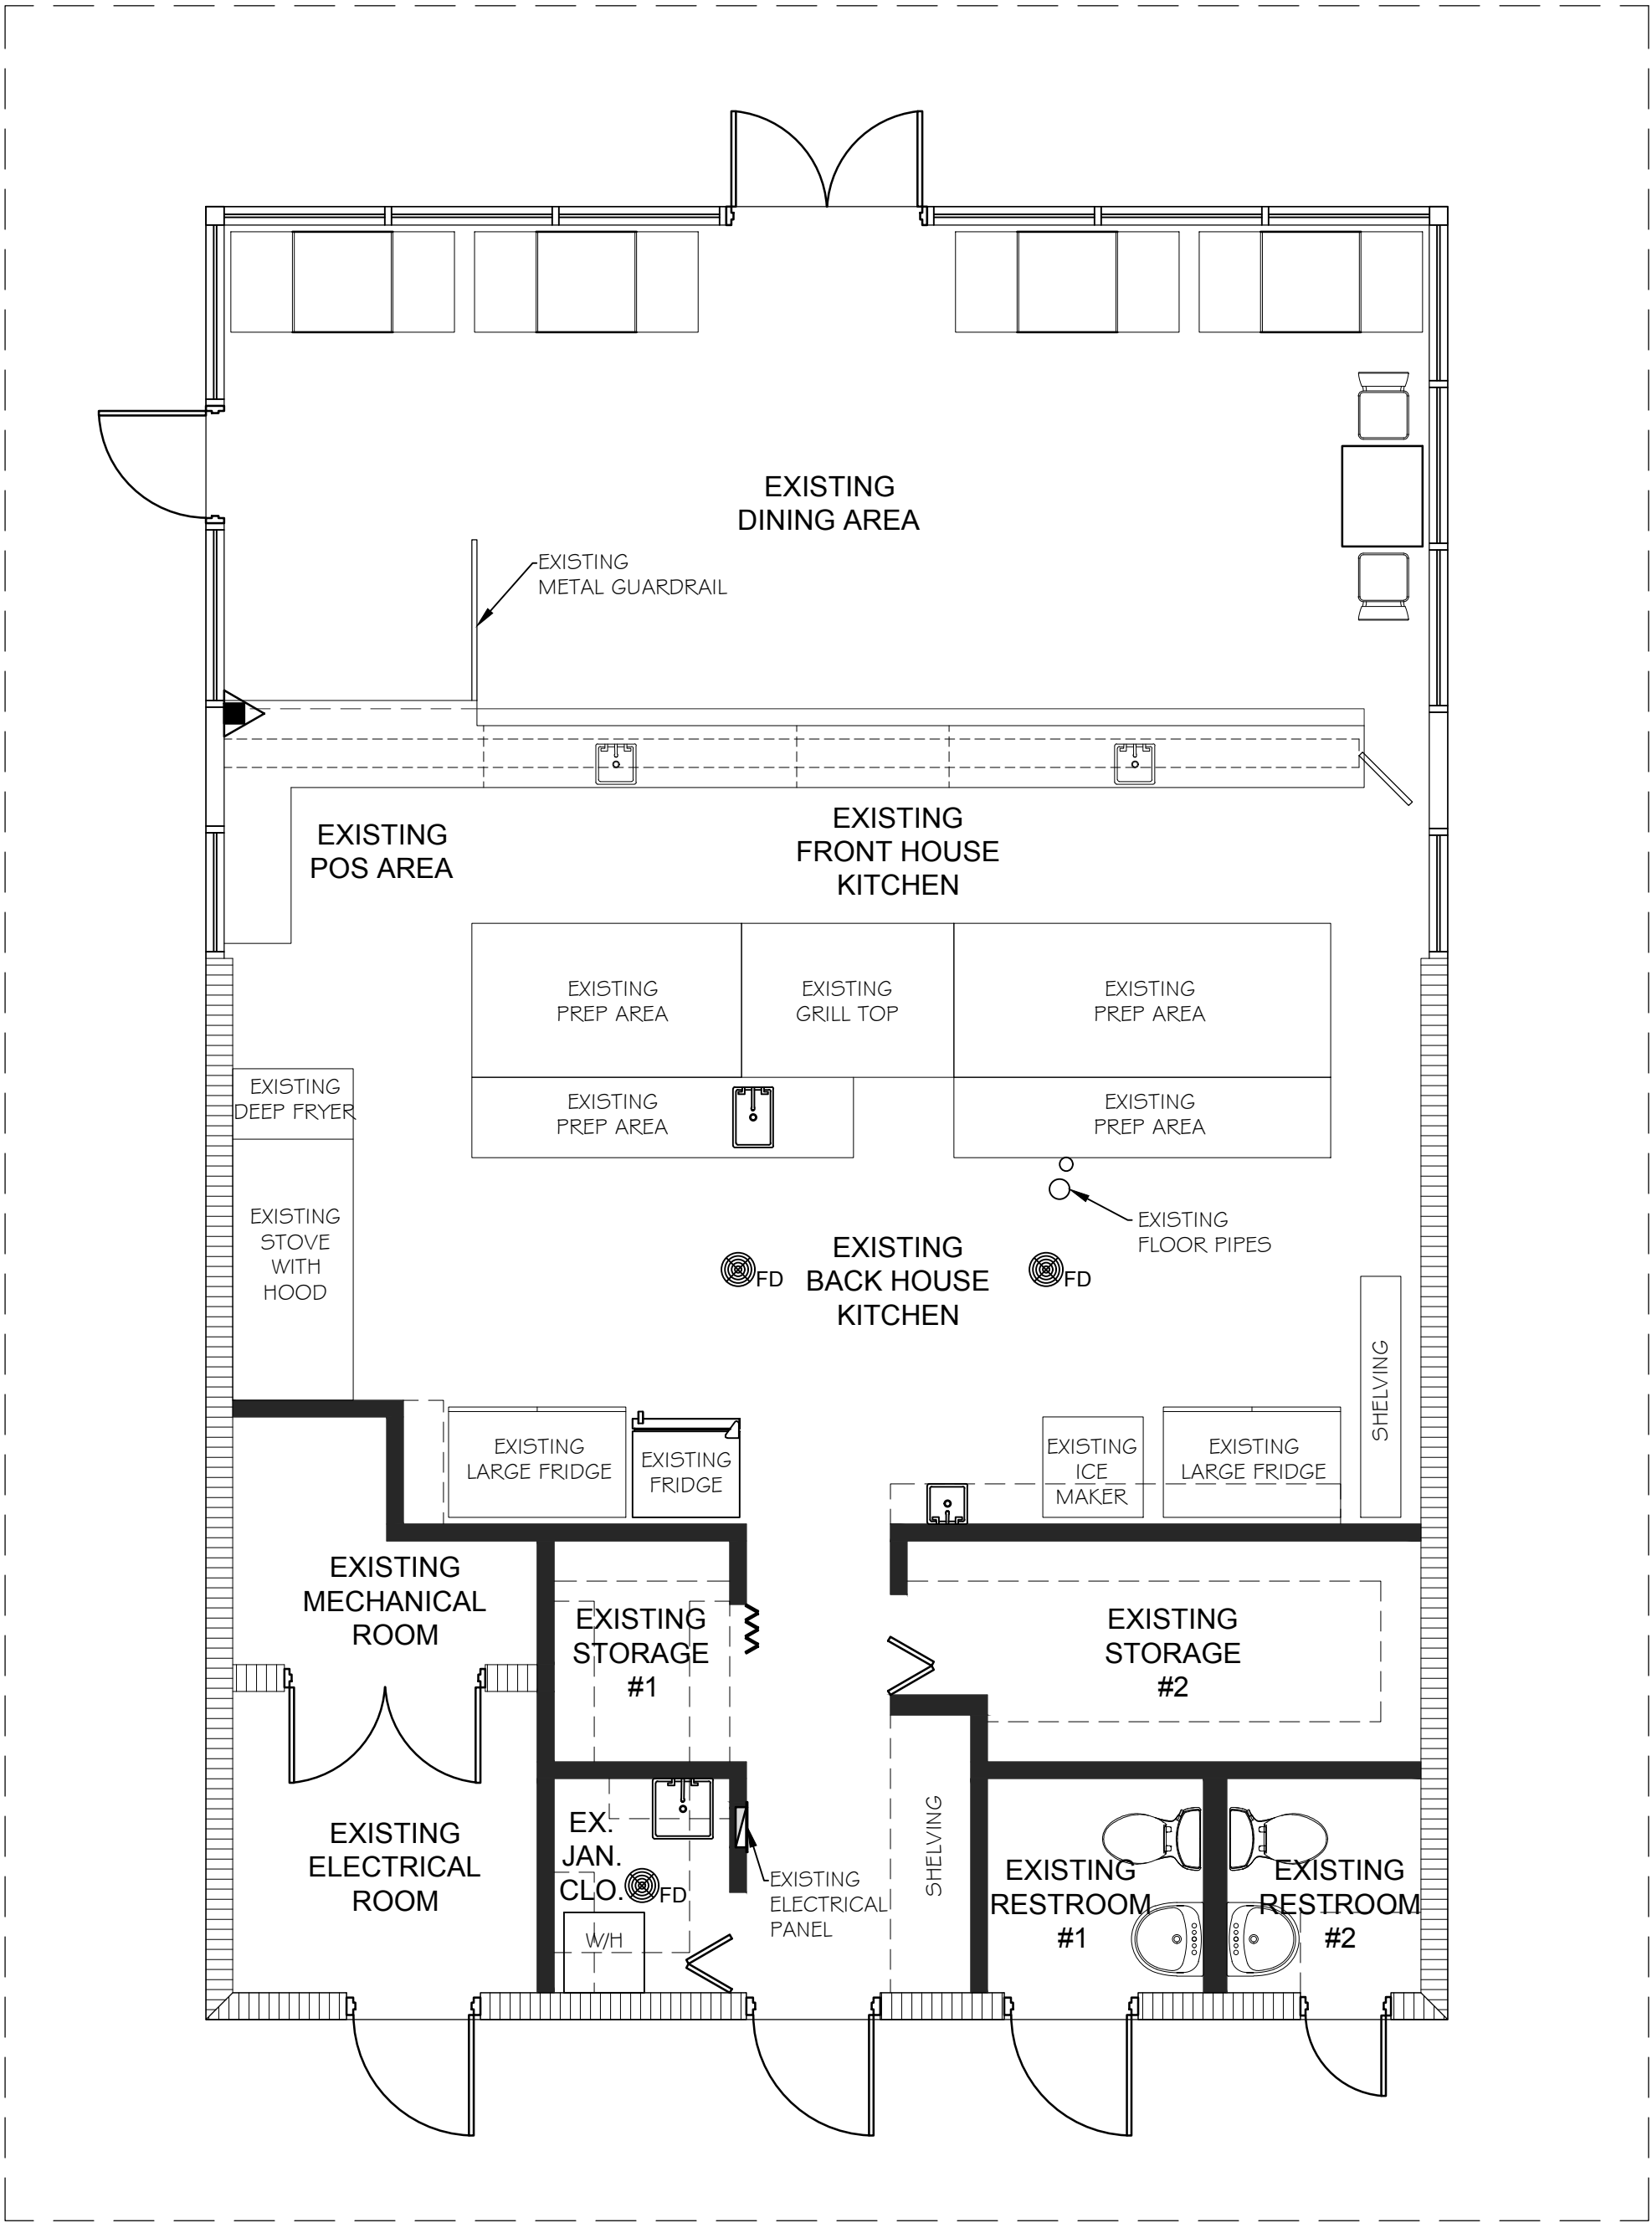 EXISTING
DINING AREA
EXISTING
METAL GUARDRAIL
EXISTING
POS AREA
EXISTING
FRONT HOUSE
KITCHEN
EXISTING
PREP AREA
EXISTING
GRILL TOP
EXISTING
PREP AREA
EXISTING
DEEP FRYER
EXISTING
PREP AREA
EXISTING
PREP AREA
EXISTING
STOVE
WITH
HOOD
EXISTING
FLOOR PIPES
FD
EXISTING
BACK HOUSE
KITCHEN
FD
SHELVING
EXISTING
LARGE FRIDGE
EXISTING
FRIDGE
EXISTING
ICE
MAKER
EXISTING
LARGE FRIDGE
EXISTING
MECHANICAL
ROOM
EXISTING
STORAGE
#1
EXISTING
STORAGE
#2
EXISTING
ELECTRICAL
ROOM
EX.
JAN.
CLO.
FD
W/H
EXISTING
ELECTRICAL
PANEL
SHELVING
EXISTING
RESTROOM
#1
EXISTING
RESTROOM
#2